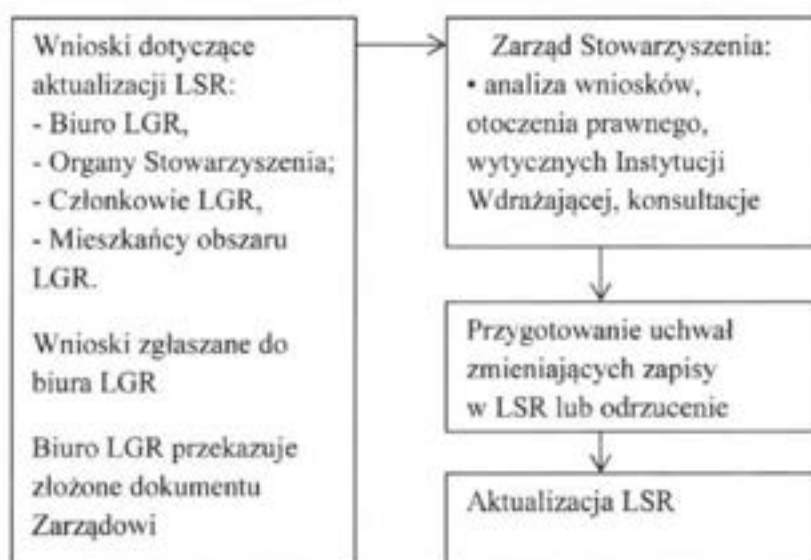 Wnioski dotyczące
aktualizacji LSR:
- Biuro LGR,
- Organy Stowarzyszenia;
- Członkowie LGR,
- Mieszkańcy obszaru
LGR.
Wnioski zgłaszane do
biura LGR
Biuro LGR przekazuje
złożone dokumentu
Zarządowi
Zarząd Stowarzyszenia:
• analiza wniosków,
otoczenia prawnego,
wytycznych Instytucji
Wdrażającej, konsultacje
Przygotowanie uchwał
zmieniających zapisy
w LSR lub odrzucenie
Aktualizacja LSR